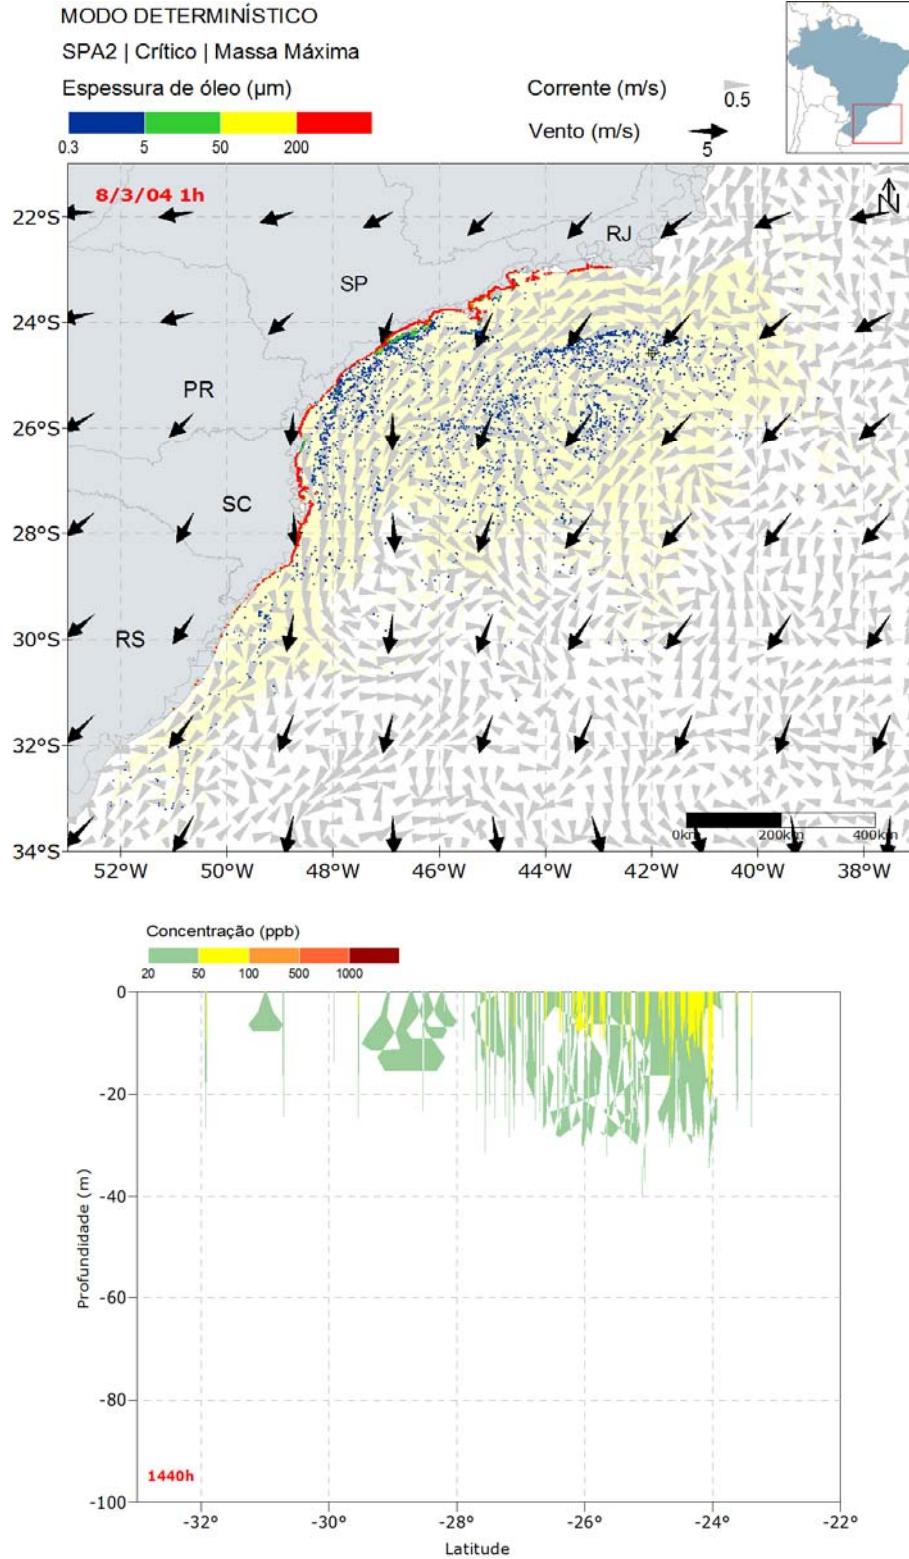 MODO DETERMINÍSTICO
SPA2 | Crítico | Massa Máxima
Espessura de óleo (µm)
0.3 5 50 200
Corrente (m/s)
0.5
Vento (m/s)
5
8/3/04 1h
N
22°S
24°S
26°S
28°S
30°S
32°S
34°S
RJ
SP
PR
SC
RS
0km 200km 400km
52°W 50°W 48°W 46°W 44°W 42°W 40°W 38°W
Concentração (ppb)
20 50 100 500 1000
Profundidade (m)
0
-20
-40
-60
-80
-100
1440h
-32° -30° -28° -26° -24° -22°
Latitude